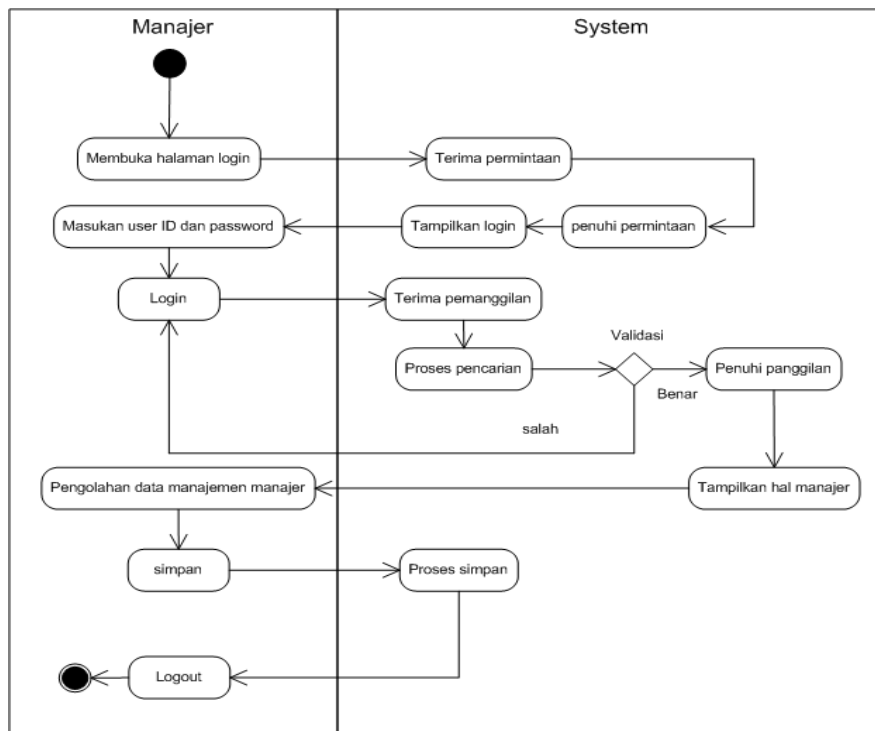 Manajer
System
Membuka halaman login
Terima permintaan
Masukan user ID dan password
Tampilkan login
penuhi permintaan
Login
Terima pemanggilan
Validasi
Proses pencarian
Penuhi panggilan
Benar
salah
Pengolahan data manajemen manajer
Tampilkan hal manajer
simpan
Proses simpan
Logout